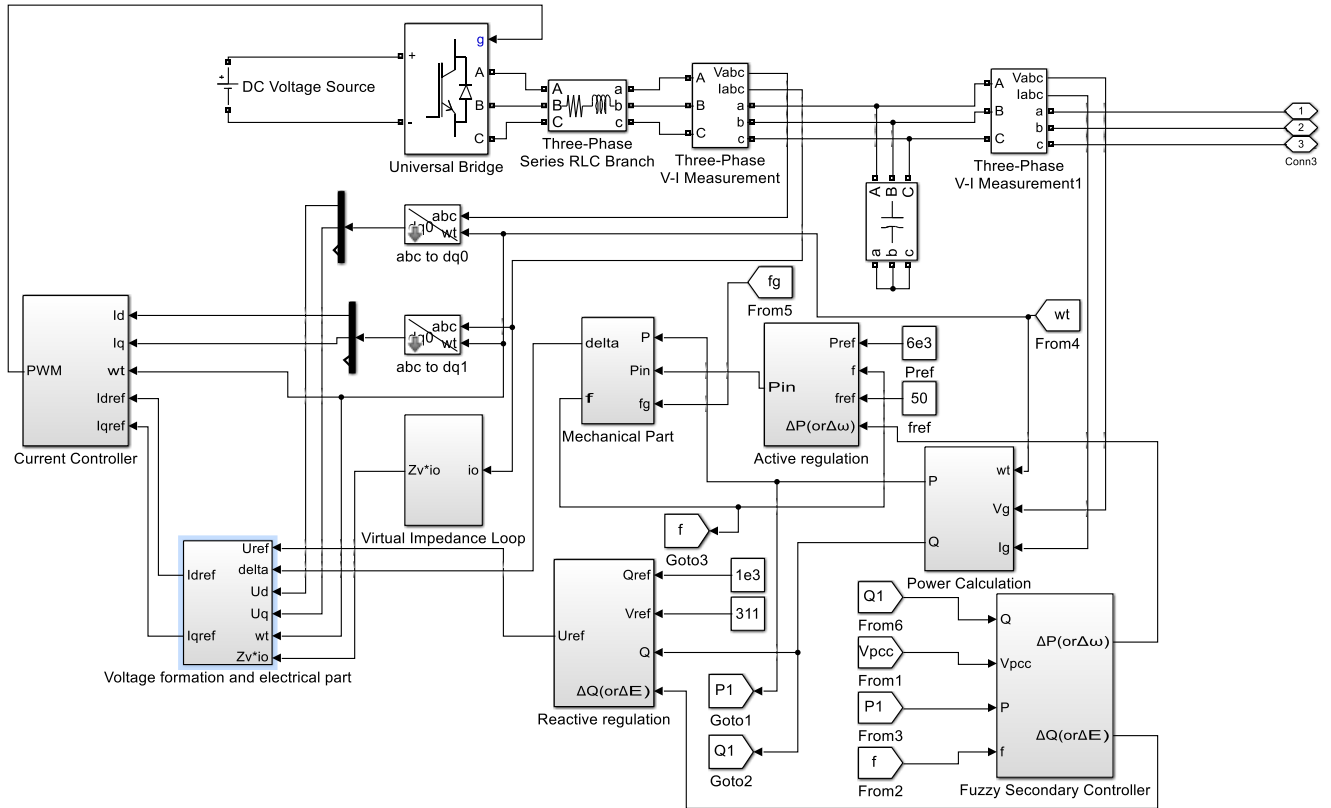 g
+
A
B
C
-
DC Voltage Source
Universal Bridge
A
B
C
a
b
c
Three-Phase
Series RLC Branch
A
B
C
Vabc
Iabc
a
b
c
Three-Phase
V-I Measurement
A
B
C
Vabc
Iabc
a
b
c
Three-Phase
V-I Measurement1
1
2
3
Conn3
A
B
C
a
b
c
abc
dq0
wt
abc to dq0
abc
dq0
wt
abc to dq1
Id
Iq
PWM
wt
Idref
Iqref
Current Controller
fg
From5
wt
From4
delta
f
P
Pin
fg
Mechanical Part
Pin
Pref
f
fref
ΔP(orΔω)
Active regulation
6e3
Pref
50
fref
Zv*io
io
Virtual Impedance Loop
P
Q
wt
Vg
Ig
Power Calculation
f
Goto3
Idref
Iqref
Uref
delta
Ud
Uq
wt
Zv*io
Voltage formation and electrical part
Uref
Qref
Vref
Q
ΔQ(orΔE)
Reactive regulation
1e3
311
P1
Goto1
Q1
Goto2
Q1
From6
Vpcc
From1
P1
From3
f
From2
Q
Vpcc
P
f
ΔP(orΔω)
ΔQ(orΔE)
Fuzzy Secondary Controller